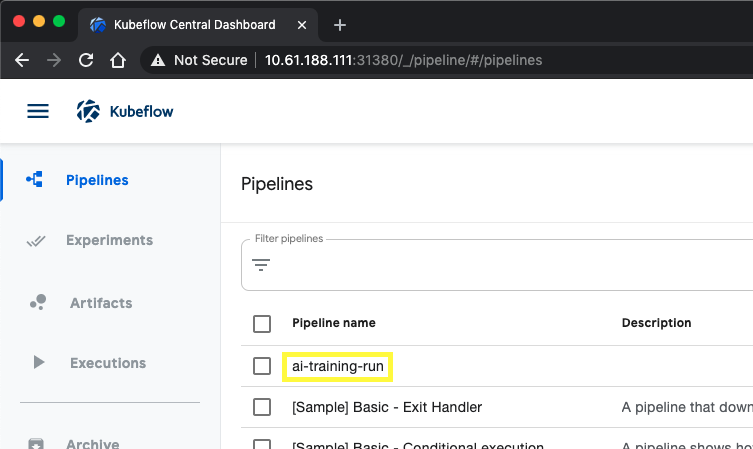 Kubeflow Central Dashboard
Not Secure 10.61.188.111:31380/_/pipeline/#/pipelines
Kubeflow
Pipelines
Experiments
Artifacts
Executions
Archive
Pipelines
Filter pipelines
Pipeline name Description
ai-training-run
[Sample] Basic - Exit Handler A pipeline that down
[Sample] Basic - Conditional execution A pipeline shows ho